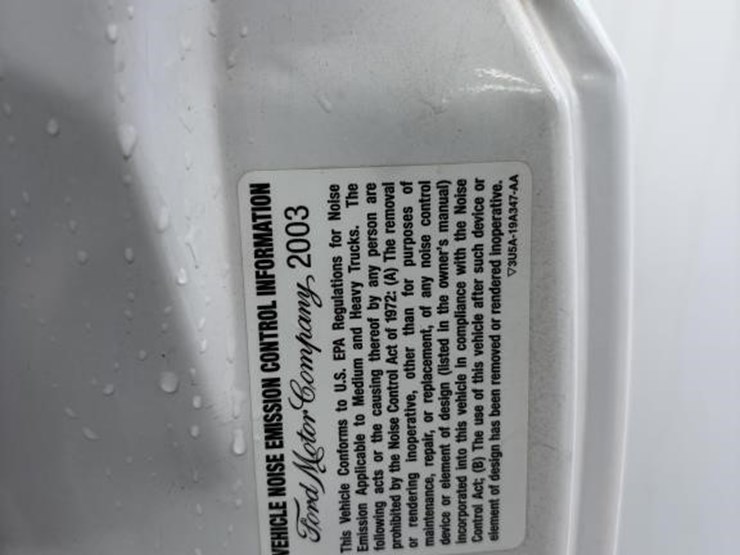 VEHICLE NOISE EMISSION CONTROL INFORMATION
Ford Motor Company, 2003
This Vehicle Conforms to U.S. EPA Regulations for Noise
Emission Applicable to Medium and Heavy Trucks. The
following acts or the causing thereof by any person are
prohibited by the Noise Control Act of 1972: (A) The removal
or rendering inoperative, other than for purposes of
maintenance, repair, or replacement, of any noise control
device or element of design (listed in the owner's manual)
incorporated into this vehicle in compliance with the Noise
Control Act; (B) The use of this vehicle after such device or
element of design has been removed or rendered inoperative.
▽3U5A-19A347-AA